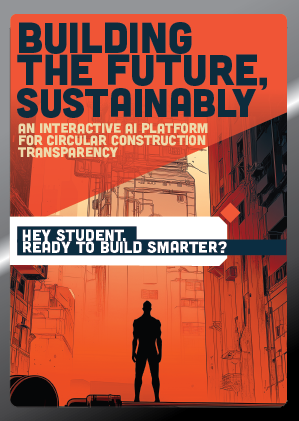 BUILDING
THE FUTURE,
SUSTAINABLY
AN INTERACTIVE AI PLATFORM
FOR CIRCULAR CONSTRUCTION
TRANSPARENCY
HEY STUDENT,
READY TO BUILD SMARTER?